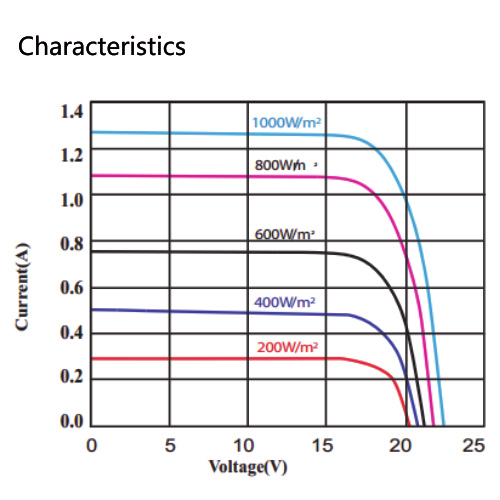 Characteristics
1.4
1000W/m²
1.2
800W/m ²
1.0
600W/m²
0.8
0.6
400W/m²
0.4
200W/m²
0.2
0.0
Current(A)
0 5 10 15 20 25
Voltage(V)